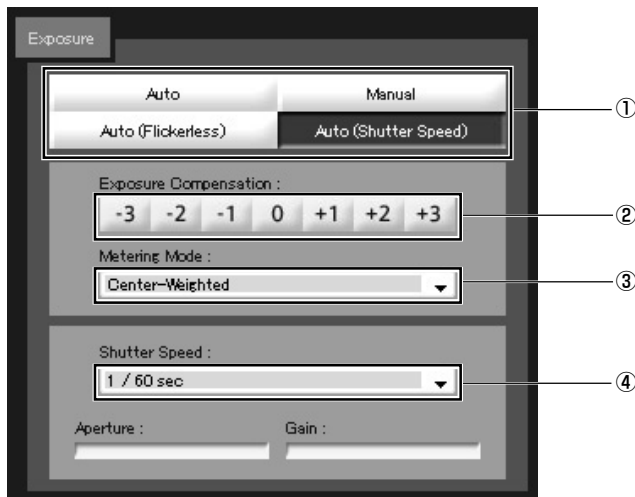 Exposure
Auto Manual
①
Auto (Flickerless) Auto (Shutter Speed)
Exposure Compensation :
-3 -2 -1 0 +1 +2 +3
②
Metering Mode :
Center-Weighted
③
Shutter Speed :
1 / 60 sec
④
Aperture : Gain :